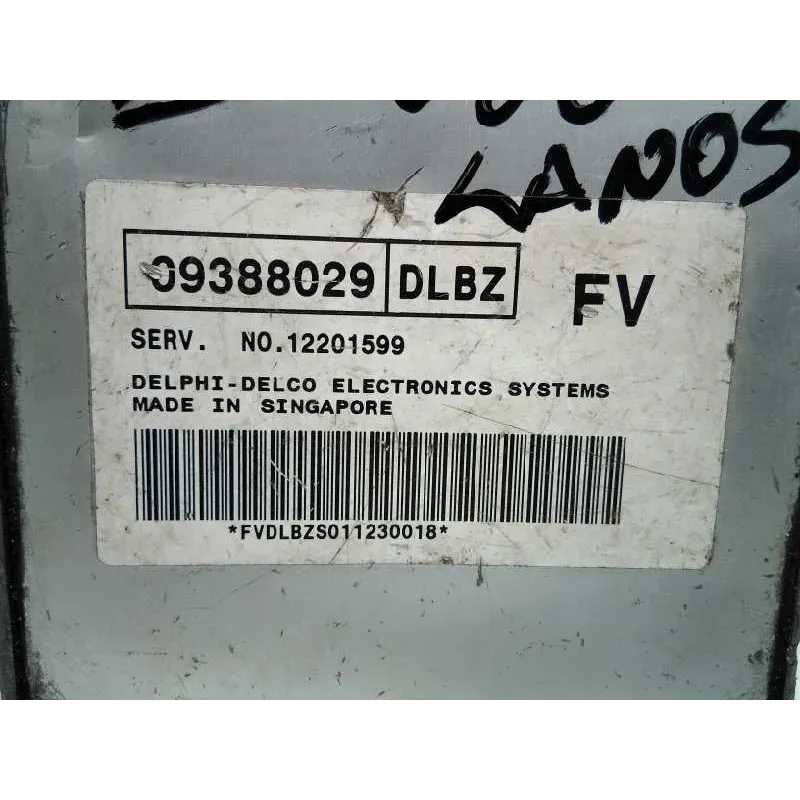 LANOS
09388029 DLBZ FV
SERV. NO.12201599
DELPHI-DELCO ELECTRONICS SYSTEMS
MADE IN SINGAPORE
*FVDLBZS011230018*